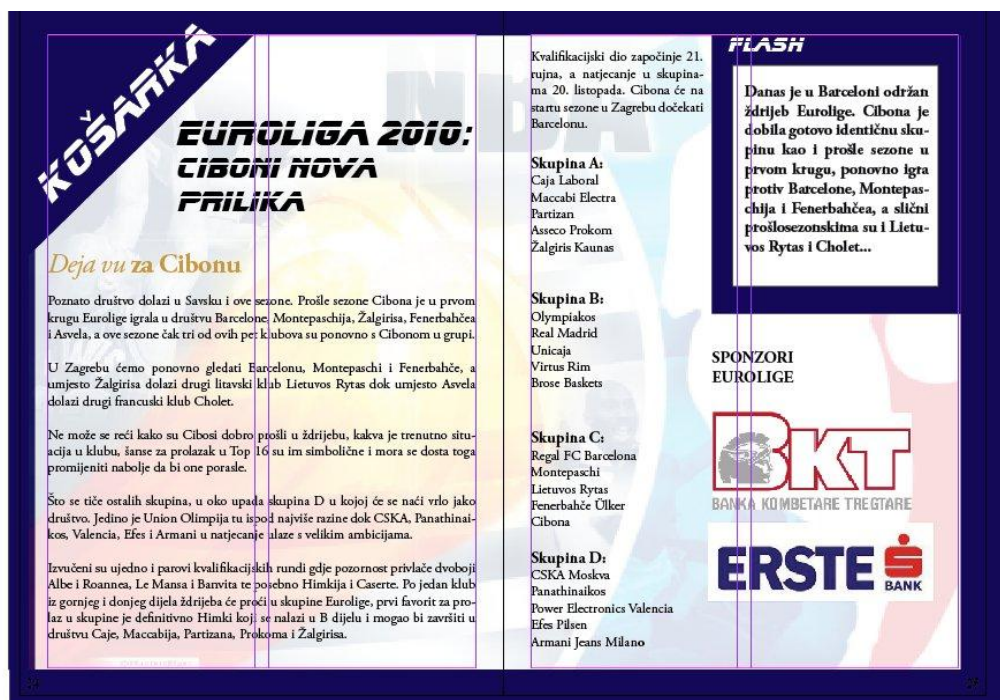 KOŠARKA
EUROLIGA 2010:
CIBONI NOVA
PRILIKA
Deja vu za Cibonu
Poznato društvo dolazi u Savsku i ove sezone. Prošle sezone Cibona je u prvom
krugu Eurolige igrala u društvu Barcelone, Montepaschija, Žalgirisa, Fenerbahčea
i Asvela, a ove sezone čak tri od ovih pet klubova su ponovno s Cibonom u grupi.
U Zagrebu ćemo ponovno gledati Barcelonu, Montepaschi i Fenerbahče, a
umjesto Žalgirisa dolazi drugi litavski klub Lietuvos Rytas dok umjesto Asvela
dolazi drugi francuski klub Cholet.
Ne može se reći kako su Cibosi dobro prošli u ždrijebu, kakva je trenutno situ-
acija u klubu, šanse za prolazak u Top 16 su im simbolične i mora se dosta toga
promijeniti nabolje da bi one porasle.
Što se tiče ostalih skupina, u oko upada skupina D u kojoj će se naći vrlo jako
društvo. Jedino je Union Olimpija tu ispod najviše razine dok CSKA, Panathinai-
kos, Valencia, Efes i Armani u natjecanje ulaze s velikim ambicijama.
Izvučeni su ujedno i parovi kvalifikacijskih rundi gdje pozornost privlače dvoboji
Albe i Roannea, Le Mansa i Banvita te posebno Himkija i Caserte. Po jedan klub
iz gornjeg i donjeg dijela ždrijeba će proći u skupine Eurolige, prvi favorit za pro-
laz u skupine je definitivno Himki koji se nalazi u B dijelu i mogao bi završiti u
društvu Caje, Maccabija, Partizana, Prokoma i Žalgirisa.
NBA
Kvalifikacijski dio započinje 21.
rujna, a natjecanje u skupina-
ma 20. listopada. Cibona će na
startu sezone u Zagrebu dočekati
Barcelonu.
Skupina A:
Caja Laboral
Maccabi Electra
Partizan
Asseco Prokom
Žalgiris Kaunas
Skupina B:
Olympiakos
Real Madrid
Unicaja
Virtus Rim
Brose Baskets
Skupina C:
Regal FC Barcelona
Montepaschi
Lietuvos Rytas
Fenerbahče Ülker
Cibona
Skupina D:
CSKA Moskva
Panathinaikos
Power Electronics Valencia
Efes Pilsen
Armani Jeans Milano
FLASH
Danas je u Barceloni održan
ždrijeb Eurolige. Cibona je
dobila gotovo identičnu sku-
pinu kao i prošle sezone u
prvom krugu, ponovno igra
protiv Barcelone, Montepas-
chija i Fenerbahčea, a slični
prošlosezonskima su i Lietu-
vos Rytas i Cholet...
SPONZORI
EUROLIGE
BKT
BANKA KOMBETARE TREGTARE
ERSTE
BANK